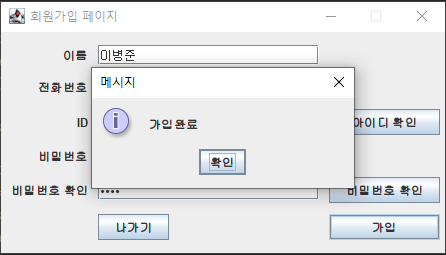 회원가입 페이지
이름 이병준
전화번호
메시지
ID
가입완료
아이디 확인
비밀번호
확인
비밀번호 확인 •••• 비밀번호 확인
나가기 가입